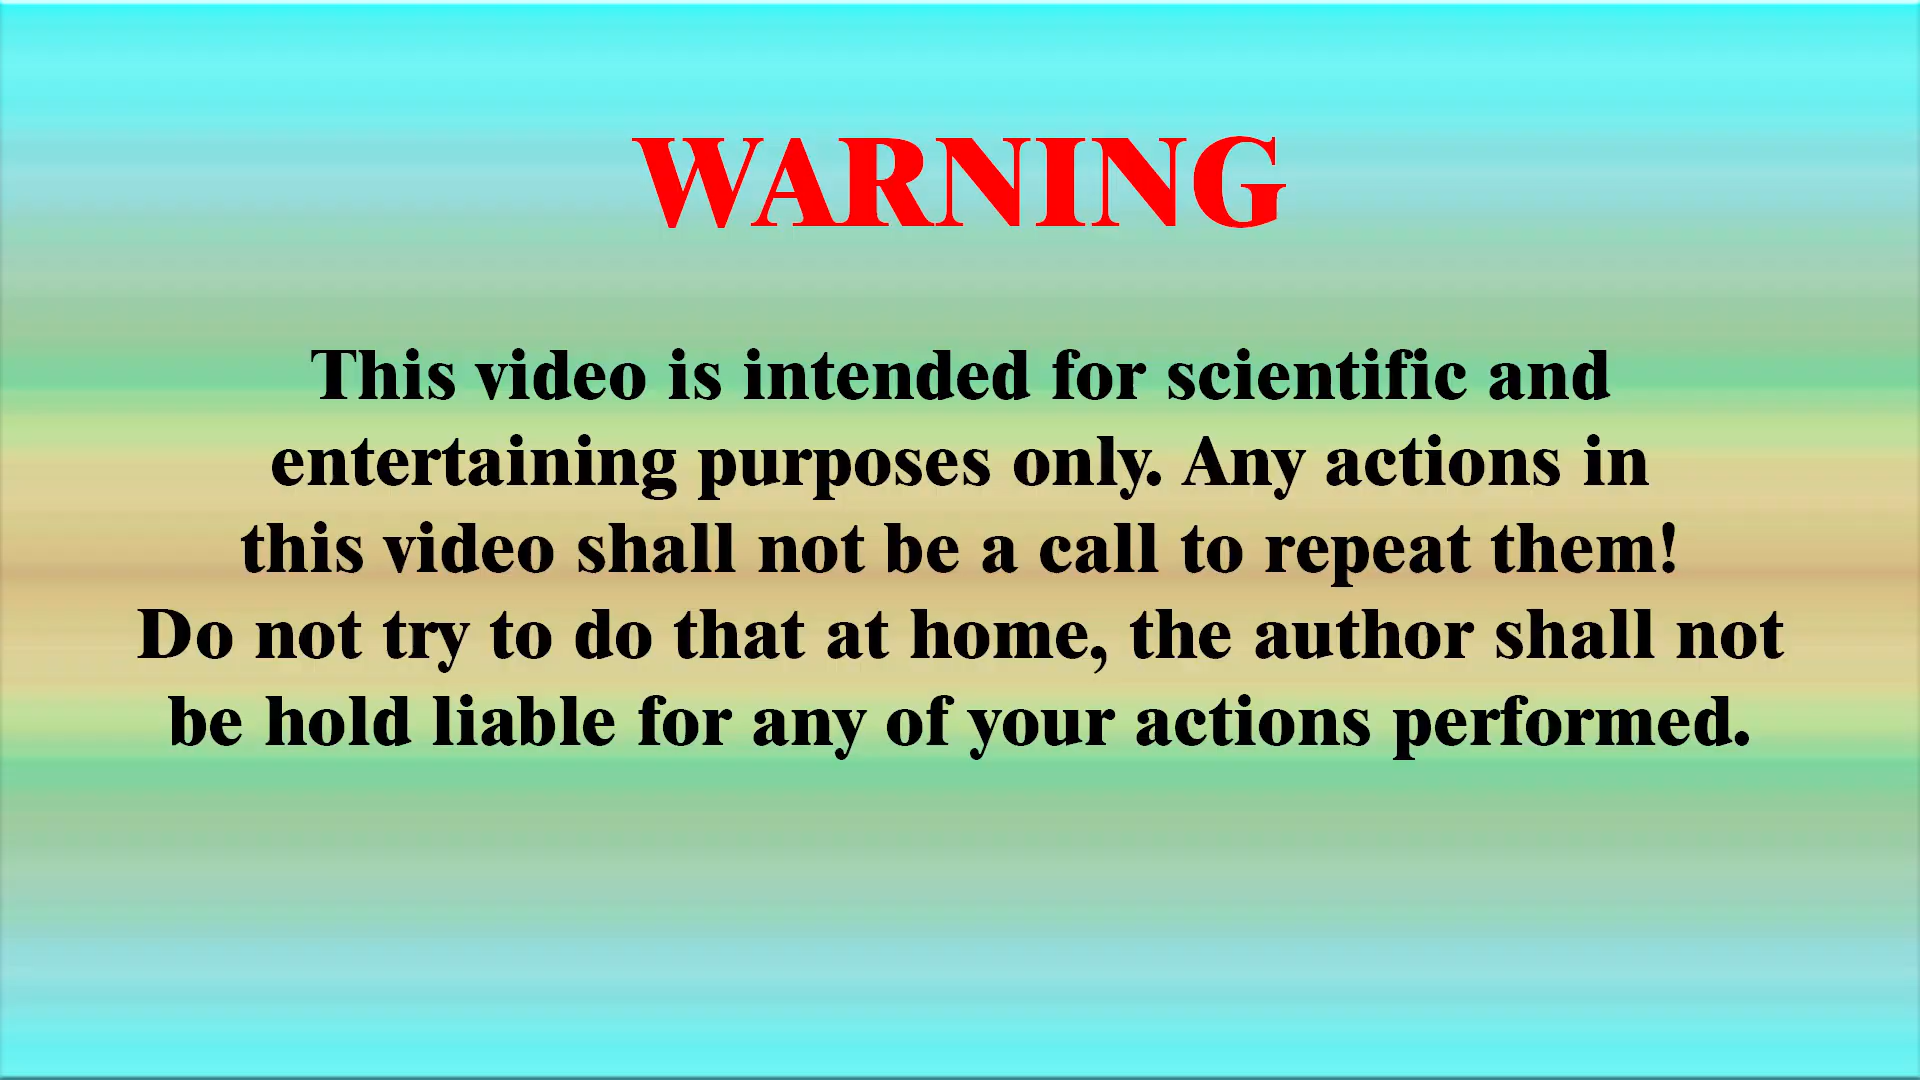 WARNING
This video is intended for scientific and
entertaining purposes only. Any actions in
this video shall not be a call to repeat them!
Do not try to do that at home, the author shall not
be hold liable for any of your actions performed.